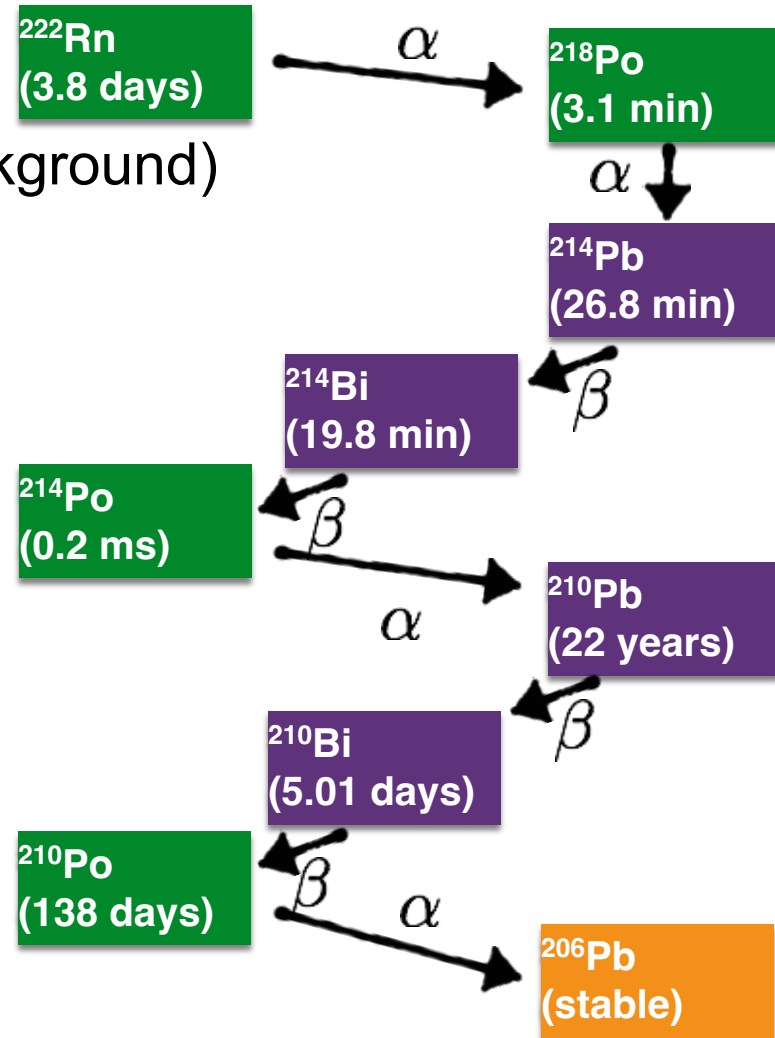 ²²²Rn
(3.8 days)
α
²¹⁸Po
(3.1 min)
kground)
α
²¹⁴Pb
(26.8 min)
β
²¹⁴Bi
(19.8 min)
β
²¹⁴Po
(0.2 ms)
α
²¹⁰Pb
(22 years)
β
²¹⁰Bi
(5.01 days)
β
²¹⁰Po
(138 days)
α
²⁰⁶Pb
(stable)